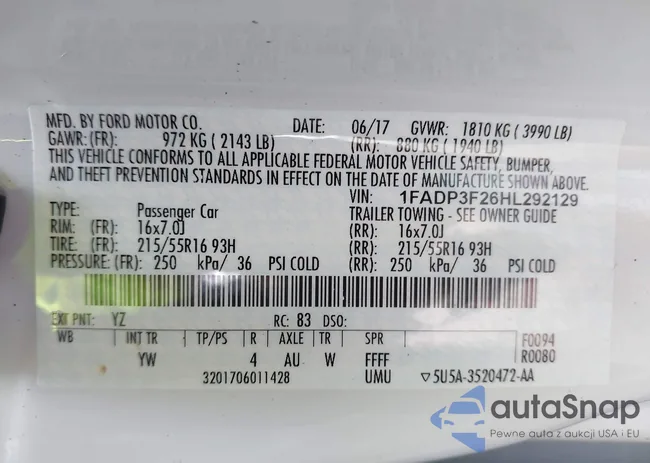 MFD. BY FORD MOTOR CO. DATE: 06/17 GVWR: 1810 KG ( 3990 LB)
GAWR: (FR): 972 KG ( 2143 LB) (RR): 880 KG ( 1940 LB)
THIS VEHICLE CONFORMS TO ALL APPLICABLE FEDERAL MOTOR VEHICLE SAFETY, BUMPER,
AND THEFT PREVENTION STANDARDS IN EFFECT ON THE DATE OF MANUFACTURE SHOWN ABOVE.
VIN: 1FADP3F26HL292129
TYPE: Passenger Car TRAILER TOWING - SEE OWNER GUIDE
RIM: (FR): 16x7.0J (RR): 16x7.0J
TIRE: (FR): 215/55R16 93H (RR): 215/55R16 93H
PRESSURE: (FR): 250 kPa/ 36 PSI COLD (RR): 250 kPa/ 36 PSI COLD
EXT PNT: YZ RC: 83 DSO:
WB INT TR TP/PS R AXLE TR SPR F0094
YW 4 AU W FFFF R0080
3201706011428 UMU ▽5U5A-3520472-AA
autaSnap
Pewne auta z aukcji USA i EU